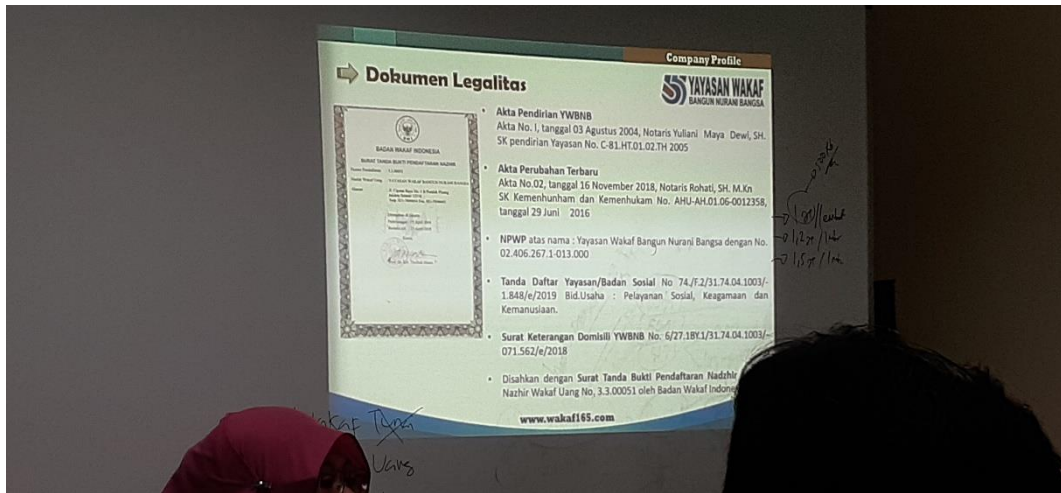 Company Profile
Dokumen Legalitas
YAYASAN WAKAF
BANGUN NURANI BANGSA
BADAN WAKAF INDONESIA
SURAT TANDA BUKTI PENDAFTARAN NAZHIR
• Akta Pendirian YWBNB
Akta No. I, tanggal 03 Agustus 2004, Notaris Yuliani Maya Dewi, SH.
SK pendirian Yayasan No. C-81.HT.01.02.TH 2005
• Akta Perubahan Terbaru
Akta No.02, tanggal 16 November 2018, Notaris Rohati, SH. M.Kn
SK Kemenhunham dan Kemenhukam No. AHU-AH.01.06-0012358,
tanggal 29 Juni 2016
• NPWP atas nama : Yayasan Wakaf Bangun Nurani Bangsa dengan No.
02.406.267.1-013.000
• Tanda Daftar Yayasan/Badan Sosial No 74./F.2/31.74.04.1003/-
1.848/e/2019 Bid.Usaha : Pelayanan Sosial, Keagamaan dan
Kemanusiaan.
• Surat Keterangan Domisili YWBNB No. 6/27.1BY.1/31.74.04.1003/-
071.562/e/2018
• Disahkan dengan Surat Tanda Bukti Pendaftaran Nadzhir
Nazhir Wakaf Uang No, 3.3.00051 oleh Badan Wakaf
www.wakaf165.com
Uang